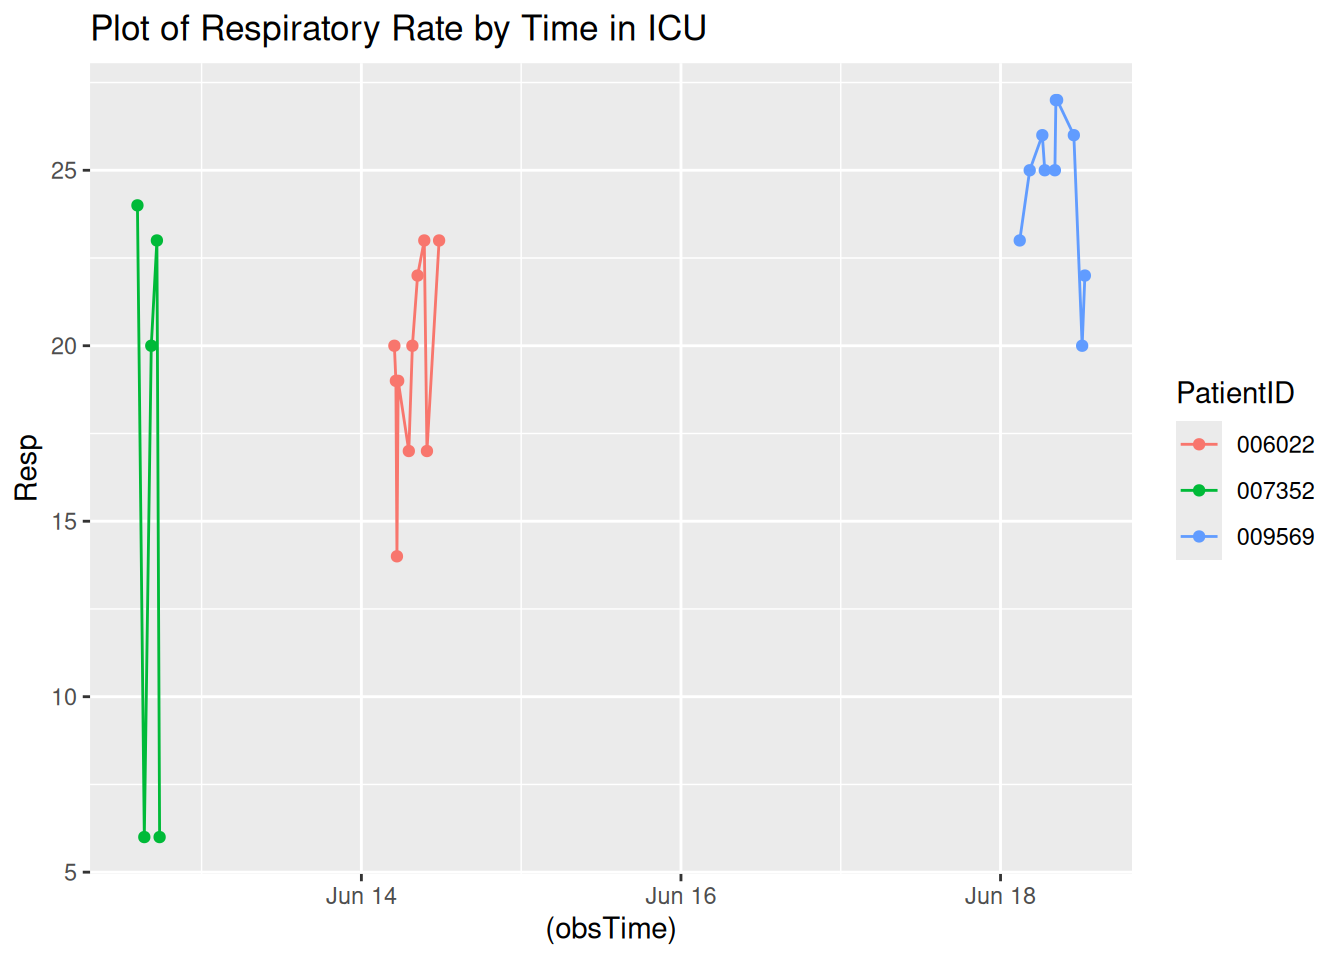 Plot of Respiratory Rate by Time in ICU
Resp
25
20
15
10
5
Jun 14
Jun 16
Jun 18
(obsTime)
PatientID
006022
007352
009569